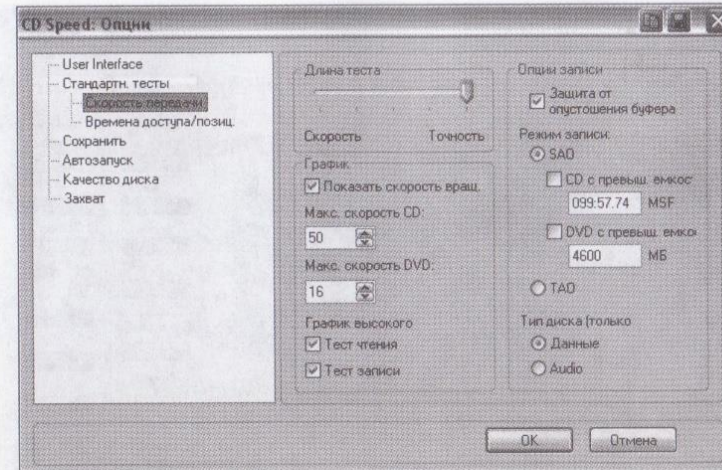 CD Speed: Опции
User Interface
Стандартн. тесты
Скорость передачи
Времена доступа/позиц.
Сохранить
Автозапуск
Качество диска
Захват
Длина теста
Скорость Точность
График
Показать скорость вращ.
Макс. скорость CD:
50
Макс. скорость DVD:
16
График высокого
Тест чтения
Тест записи
Опции записи
Защита от
опустошения буфера
Режим записи:
SAO
CD с превыш. емкос
099:57.74 MSF
DVD с превыш. емко
4600 МБ
TAO
Тип диска (только
Данные
Audio
OK Отмена